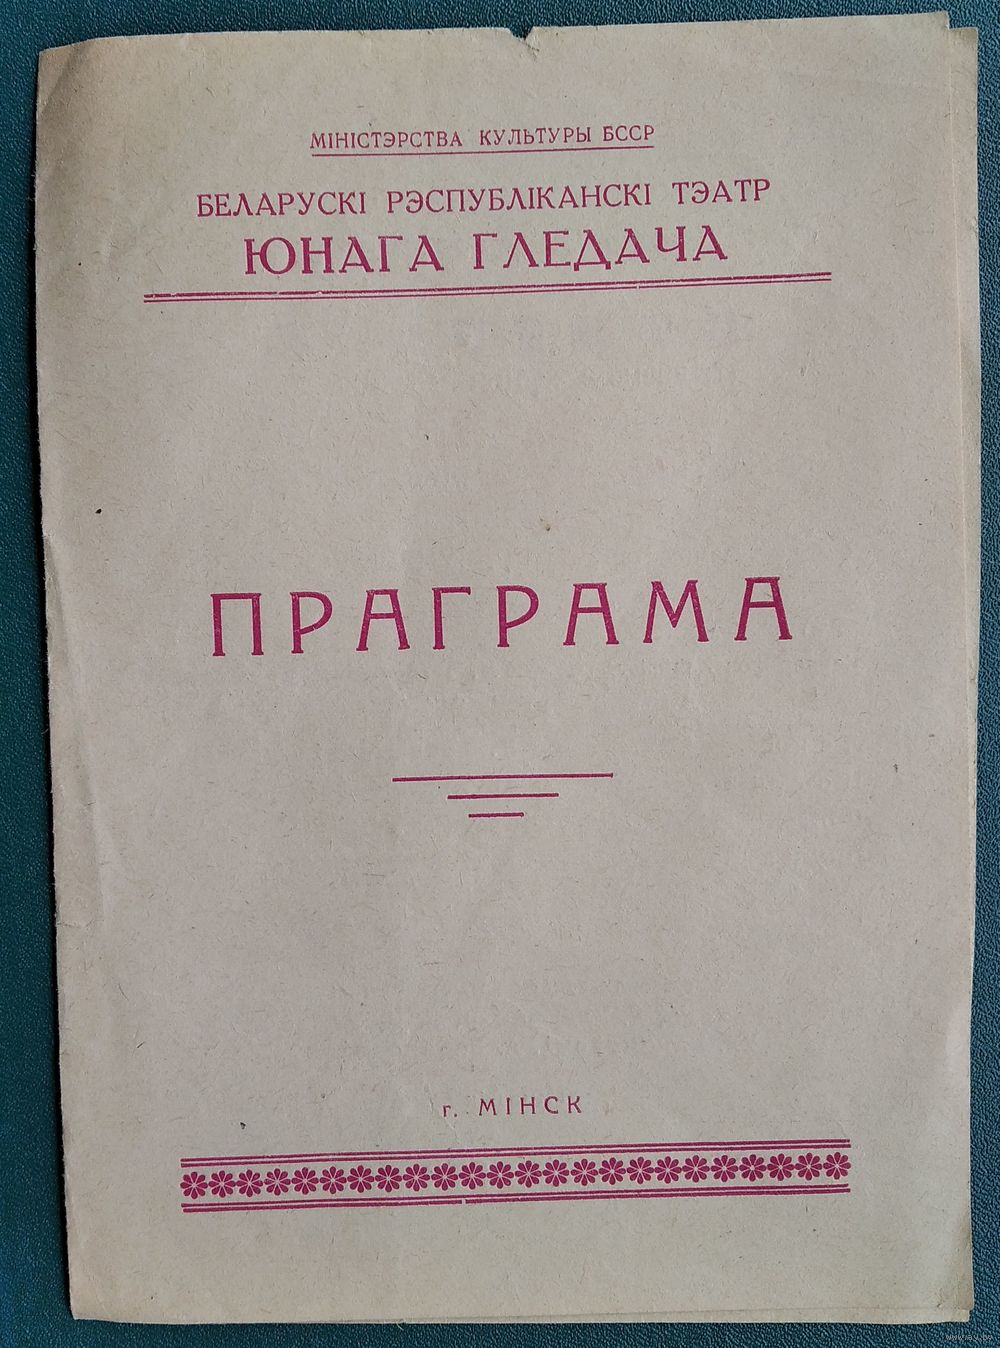 МІНІСТЭРСТВА КУЛЬТУРЫ БССР
БЕЛАРУСКІ РЭСПУБЛІКАНСКІ ТЭАТР
ЮНАГА ГЛЕДАЧА
ПРАГРАМА
г. МІНСК